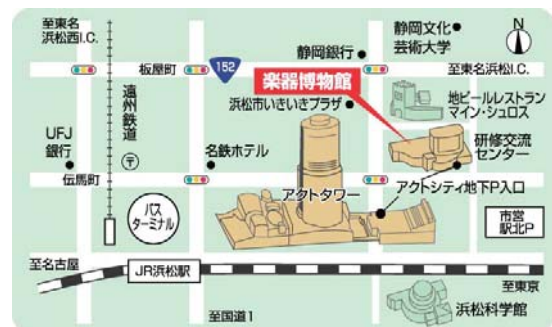 至東名
浜松西I.C.
静岡文化
芸術大学
N
静岡銀行
板屋町
152
至東名浜松I.C.
楽器博物館
遠州鉄道
浜松市いきいきプラザ
地ビールレストラン
マイン・シュロス
UFJ
銀行
〒
名鉄ホテル
研修交流
センター
伝馬町
アクトタワー
アクトシティ地下P入口
バス
ターミナル
市営
駅北P
至名古屋
JR浜松駅
至東京
至国道1
浜松科学館